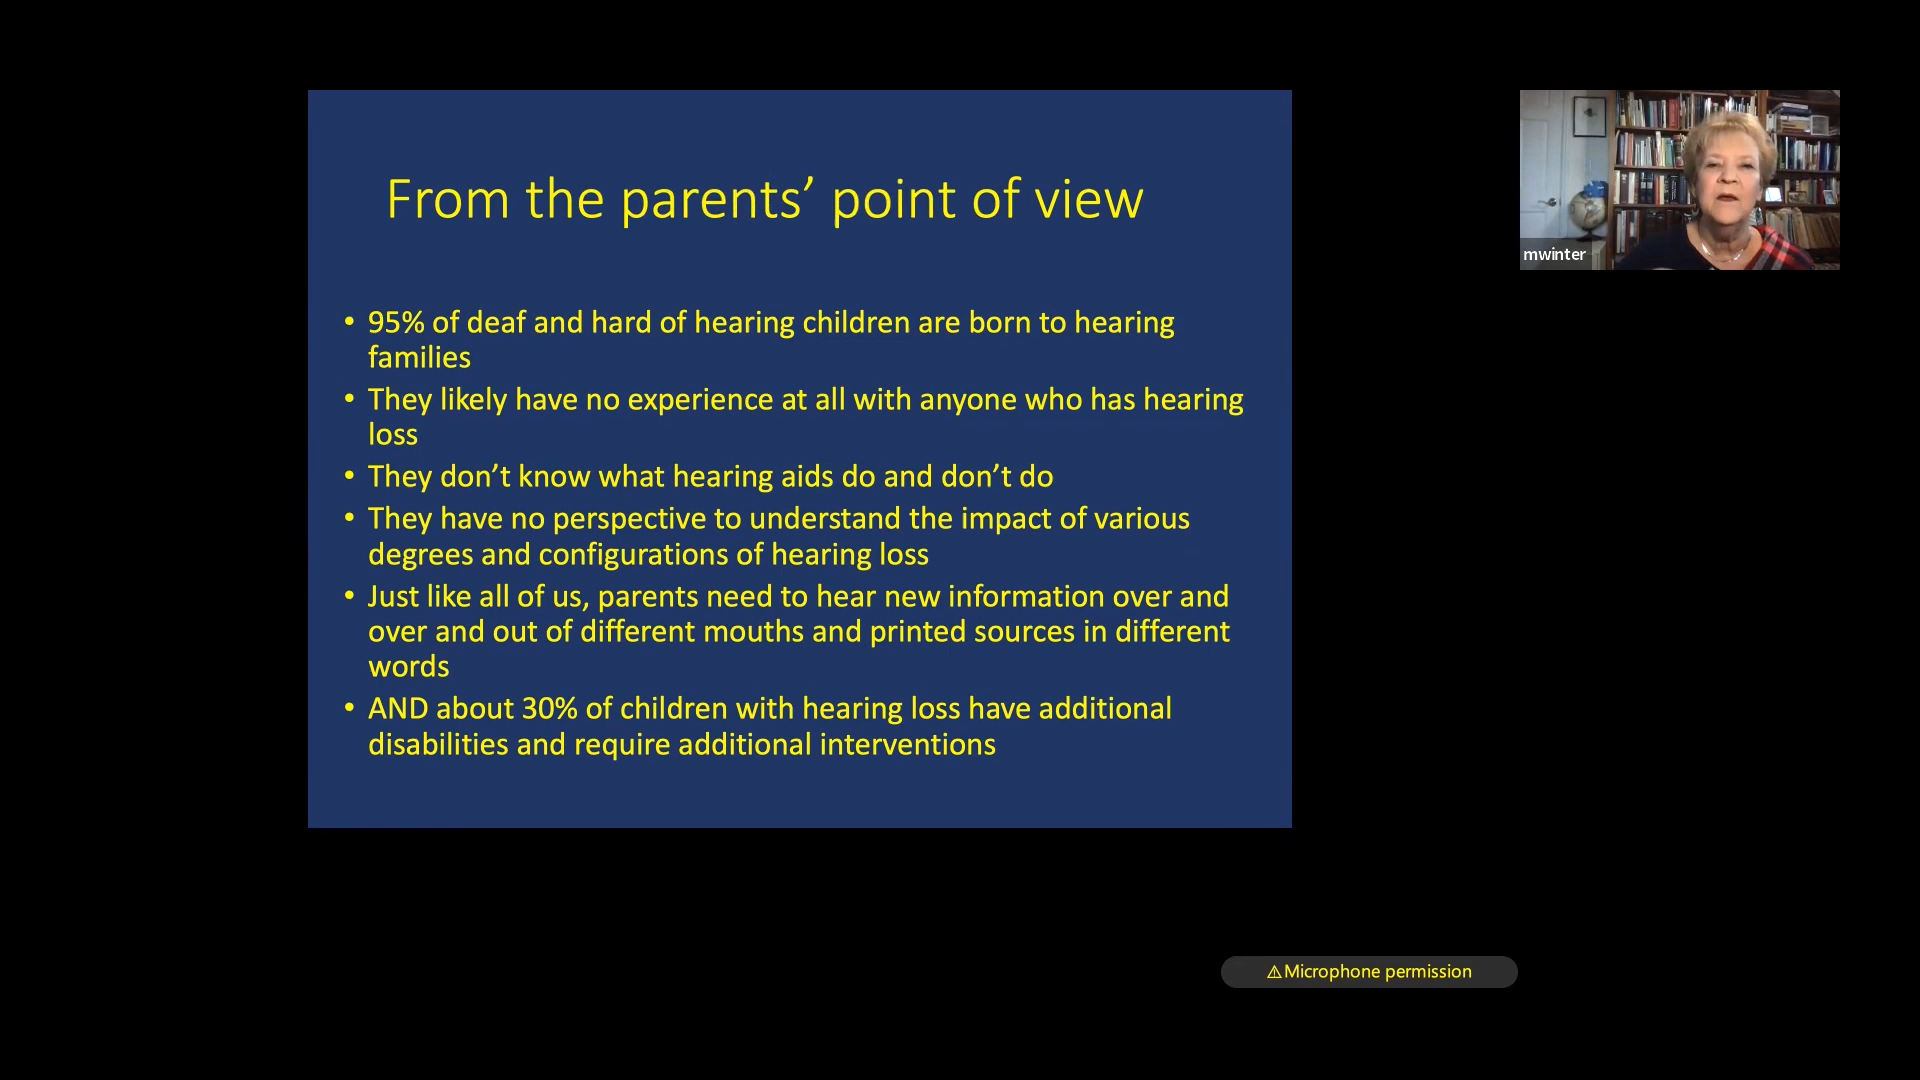 From the parents’ point of view
• 95% of deaf and hard of hearing children are born to hearing
families
• They likely have no experience at all with anyone who has hearing
loss
• They don’t know what hearing aids do and don’t do
• They have no perspective to understand the impact of various
degrees and configurations of hearing loss
• Just like all of us, parents need to hear new information over and
over and out of different mouths and printed sources in different
words
• AND about 30% of children with hearing loss have additional
disabilities and require additional interventions
mwinter
⚠Microphone permission